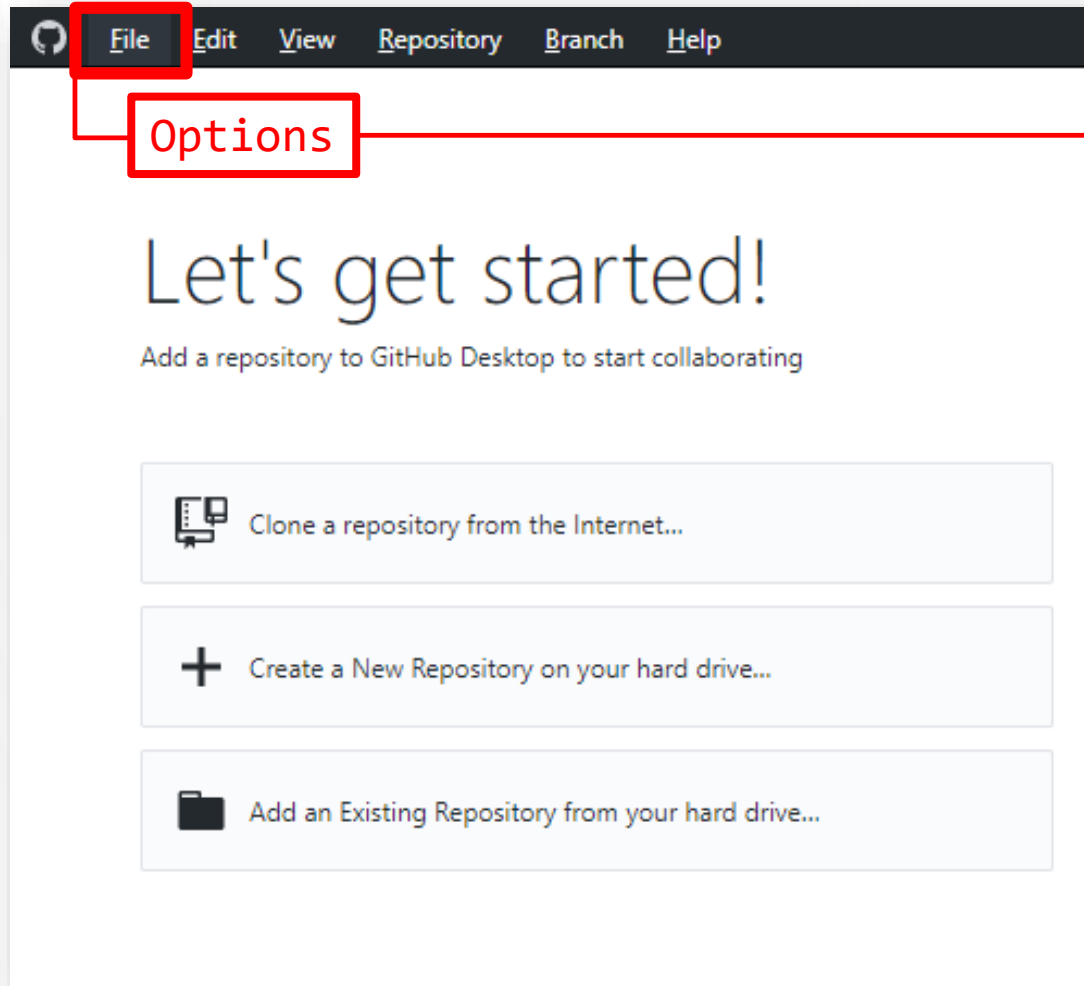 File Edit View Repository Branch Help
Options
Let's get started!
Add a repository to GitHub Desktop to start collaborating
Clone a repository from the Internet...
Create a New Repository on your hard drive...
Add an Existing Repository from your hard drive...